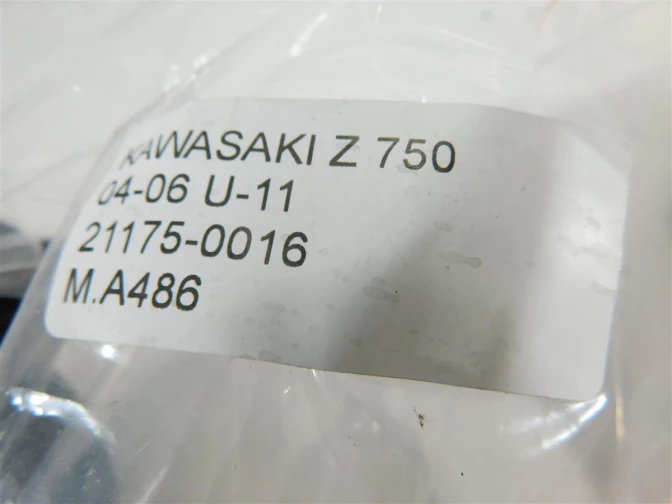 KAWASAKI Z 750
04-06 U-11
21175-0016
M.A486